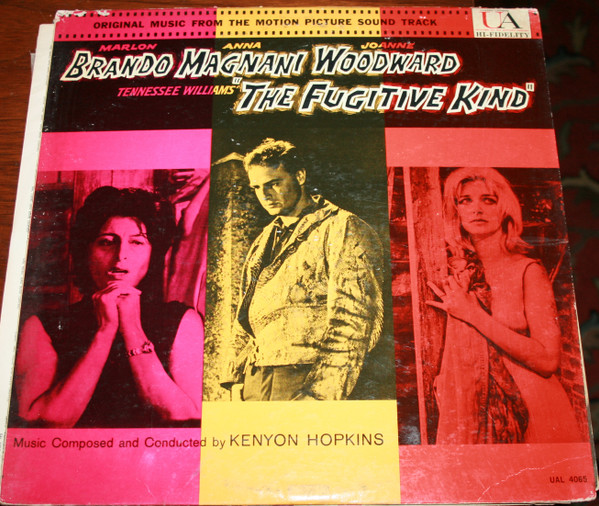 ORIGINAL MUSIC FROM THE MOTION PICTURE SOUND TRACK
UA
HI-FIDELITY
MARLON ANNA JOANNE
BRANDO MAGNANI WOODWARD
TENNESSEE WILLIAMS' "THE FUGITIVE KIND"
Music Composed and Conducted by KENYON HOPKINS
UAL 4065